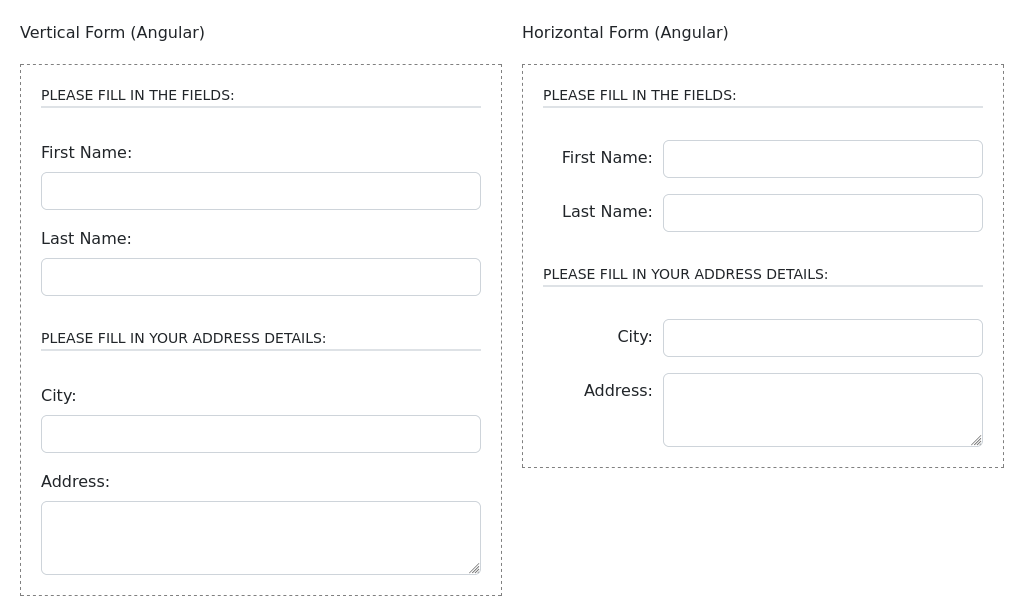 Vertical Form (Angular)
PLEASE FILL IN THE FIELDS:
First Name:
Last Name:
PLEASE FILL IN YOUR ADDRESS DETAILS:
City:
Address:
Horizontal Form (Angular)
PLEASE FILL IN THE FIELDS:
First Name:
Last Name:
PLEASE FILL IN YOUR ADDRESS DETAILS:
City:
Address: